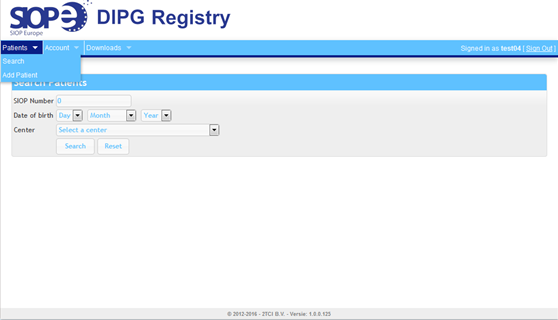 SIOPe
SIOP Europe
DIPG Registry
Patients Account Downloads Signed in as test04 [ Sign Out ]
Search
Add Patient
Search Patients
SIOP Number 0
Date of birth Day Month Year
Center Select a center
Search Reset
© 2012-2016 - 2TCI B.V. - Versie: 1.0.0.123